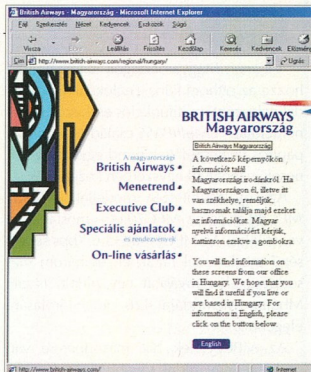 British Airways - Magyarország - Microsoft Internet Explorer
Fájl Szerkesztés Nézet Kedvencek Eszközök Súgó
Vissza Előre Leállítás Frissítés Kezdőlap Keresés Kedvencek Előzmény
Cím http://www.british-airways.com/regional/hungary/ Ugrás
BRITISH AIRWAYS
Magyarország
British Airways Magyarország
A magyarországi
British Airways
Menetrend
Executive Club
Speciális ajánlatok
és rendezvények
On-line vásárlás
A következő képernyőkön
információt talál
Magyarországi irodánkról. Ha
Magyarországon él, illetve itt
van székhelye, reméljük,
hasznosak találja majd ezeket
az információkat. Magyar
nyelvű információért kérjük,
kattintson ezekre a gombokra.
You will find information on
these screens from our office
in Hungary. We hope that you
will find it useful if you live or
are based in Hungary. For
information in English, please
click on the button below.
English
http://www.british-airways.com/ Internet